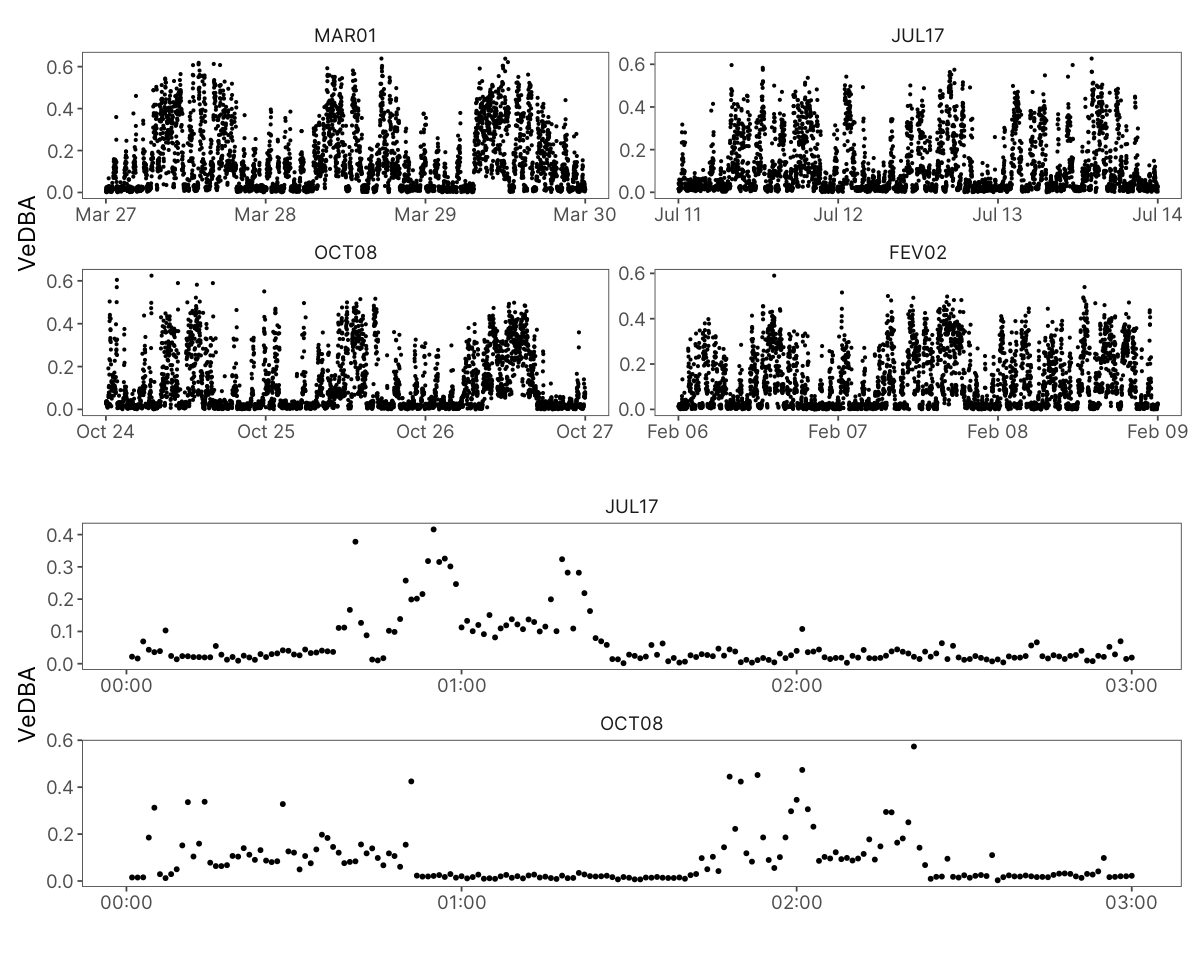 MAR01 JUL17
0.6 0.6
0.4 0.4
0.2 0.2
0.0 0.0
Mar 27 Mar 28 Mar 29 Mar 30 Jul 11 Jul 12 Jul 13 Jul 14
VeDBA
OCT08 FEV02
0.6 0.6
0.4 0.4
0.2 0.2
0.0 0.0
Oct 24 Oct 25 Oct 26 Oct 27 Feb 06 Feb 07 Feb 08 Feb 09
JUL17
0.4
0.3
0.2
0.1
0.0
00:00 01:00 02:00 03:00
VeDBA
OCT08
0.6
0.4
0.2
0.0
00:00 01:00 02:00 03:00